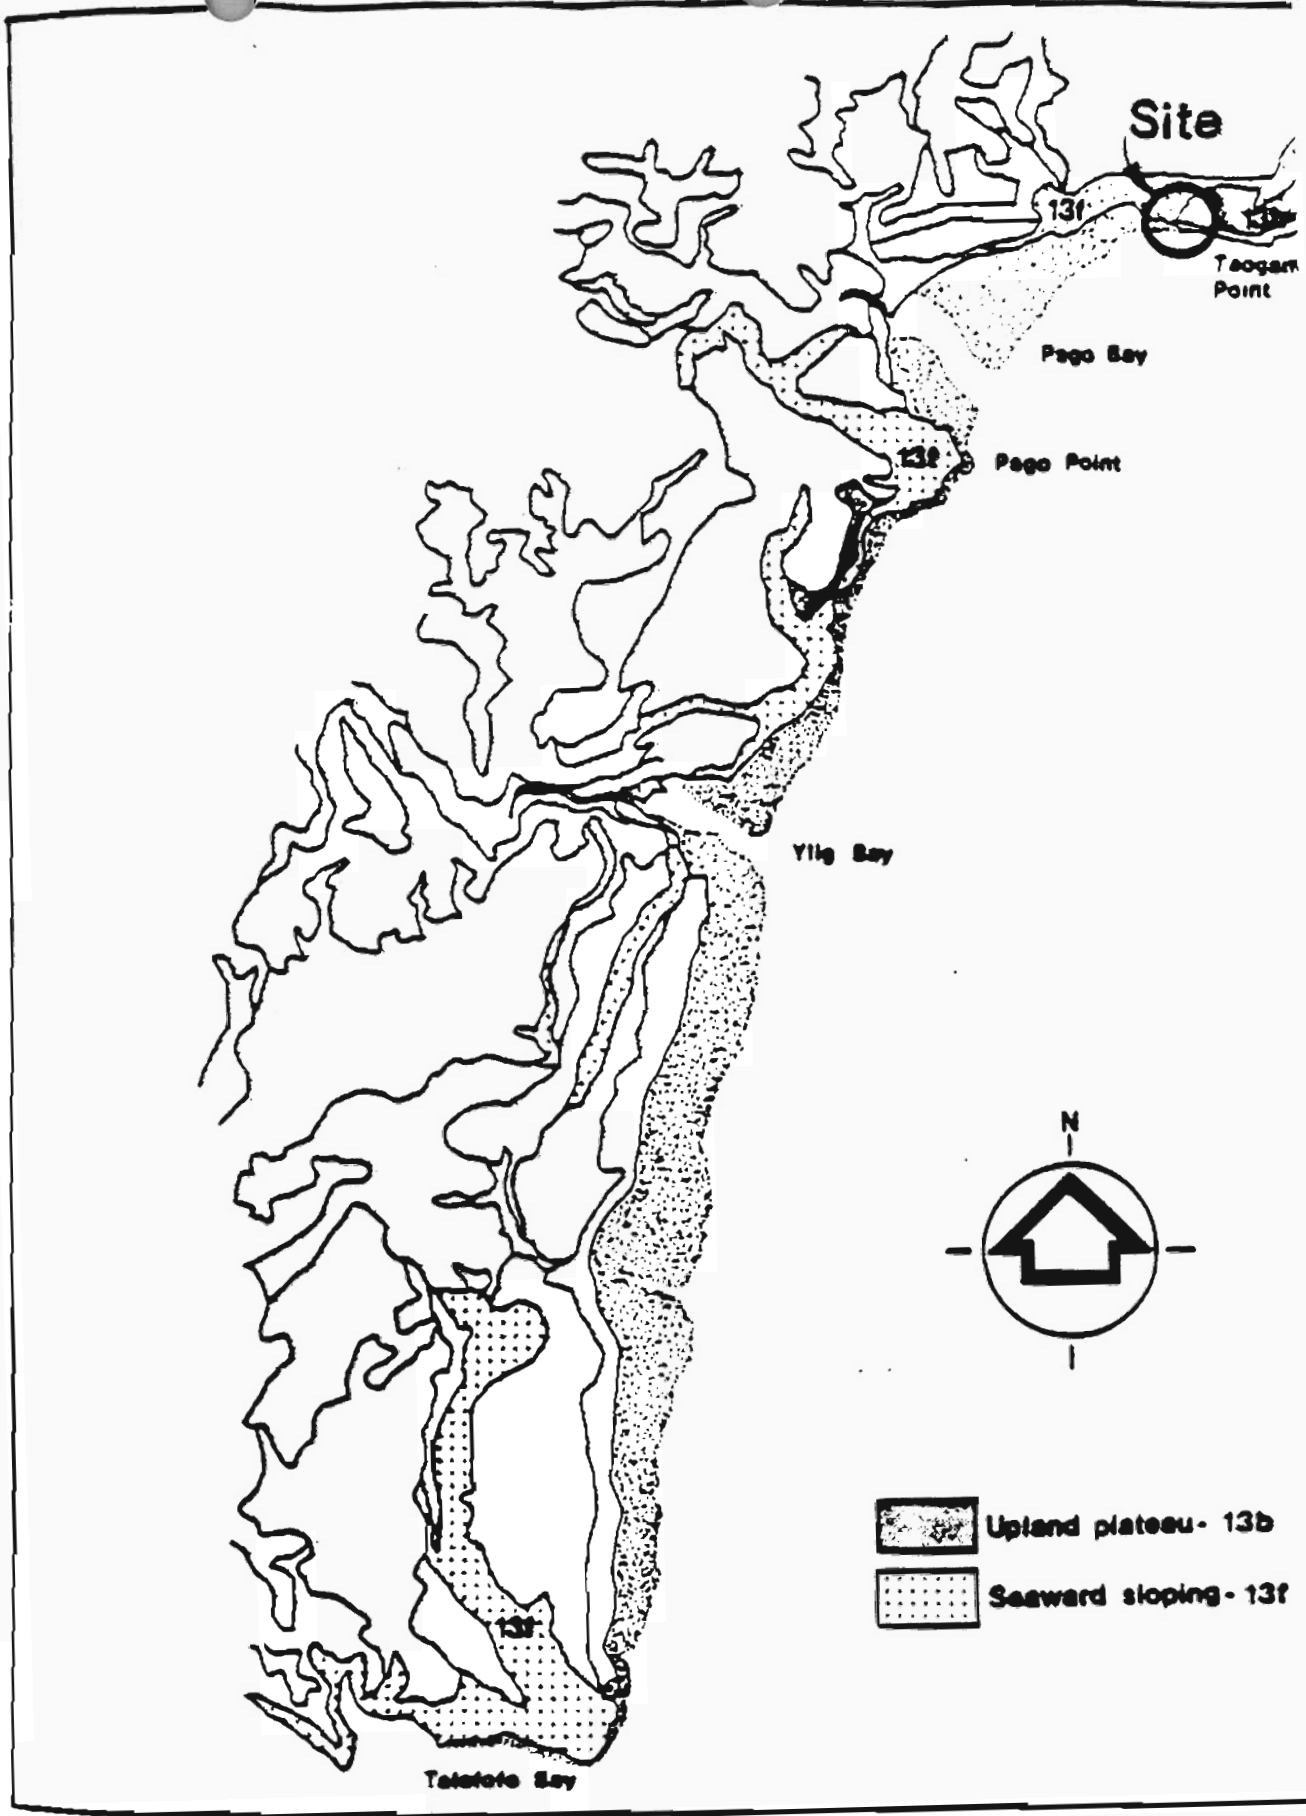 Site
13f
Point
Pago Bay
13f
Pago Point
Ylig Bay
N
Upland plateau - 13b
Seaward sloping - 13f
13f
Talofofo Bay